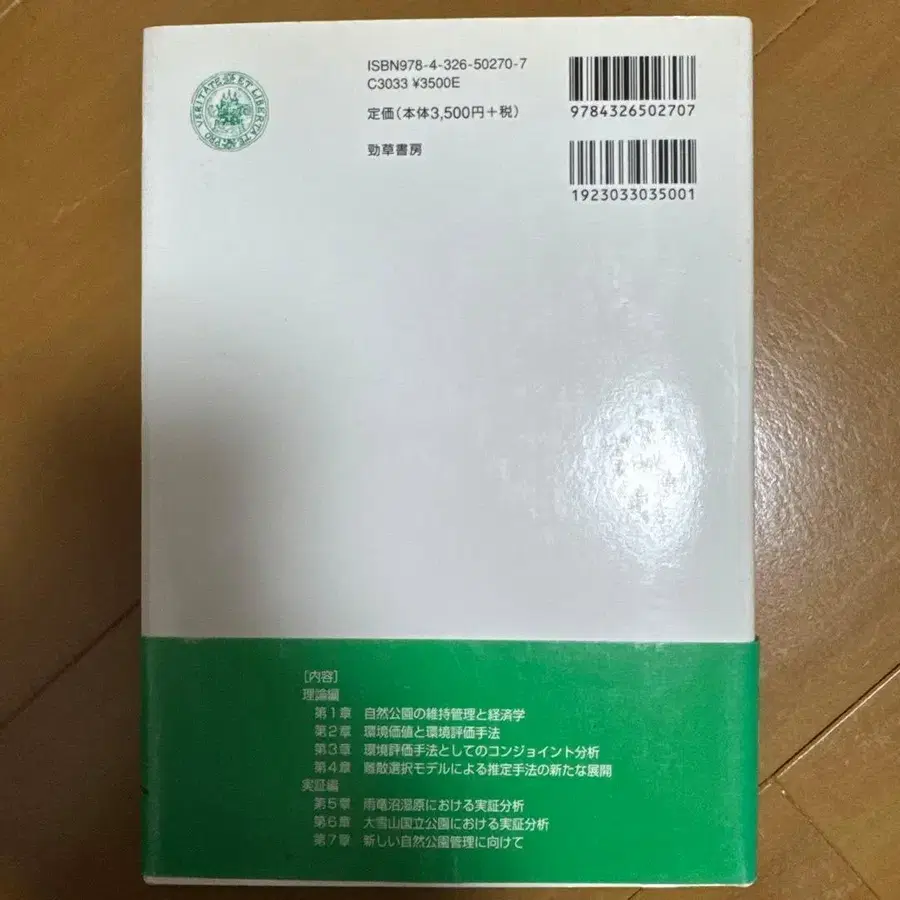 PRO VERITATE ET LIBERTATE
ISBN978-4-326-50270-7
C3033 ¥3500E
定価(本体3,500円+税)
勁草書房
9784326502707
1923033035001
[内容]
理論編
第1章 自然公園の維持管理と経済学
第2章 環境価値と環境評価手法
第3章 環境評価手法としてのコンジョイント分析
第4章 離散選択モデルによる推定手法の新たな展開
実証編
第5章 雨竜沼湿原における実証分析
第6章 大雪山国立公園における実証分析
第7章 新しい自然公園管理に向けて